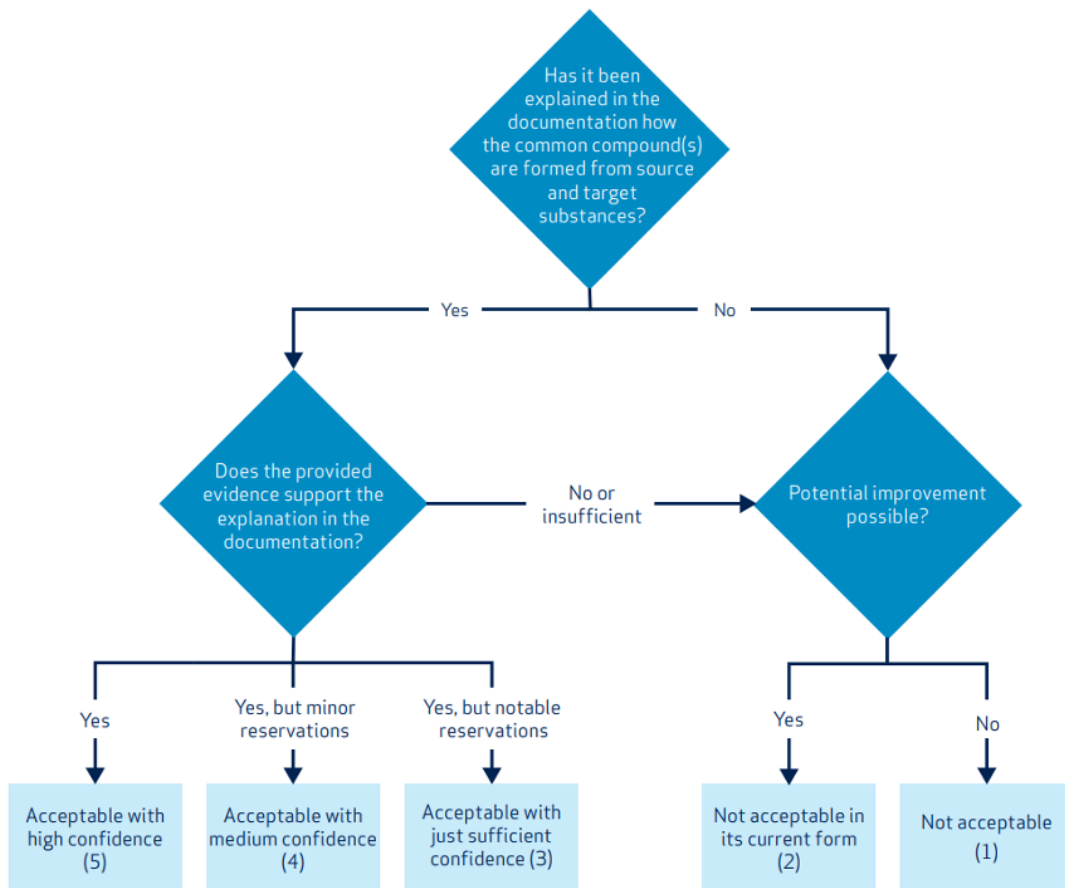 Has it been
explained in the
documentation how
the common compound(s)
are formed from source
and target
substances?
Yes
No
Does the provided
evidence support the
explanation in the
documentation?
No or
insufficient
Potential improvement
possible?
Yes
Yes, but minor
reservations
Yes, but notable
reservations
Yes
No
Acceptable with
high confidence
(5)
Acceptable with
medium confidence
(4)
Acceptable with
just sufficient
confidence (3)
Not acceptable in
its current form
(2)
Not acceptable
(1)